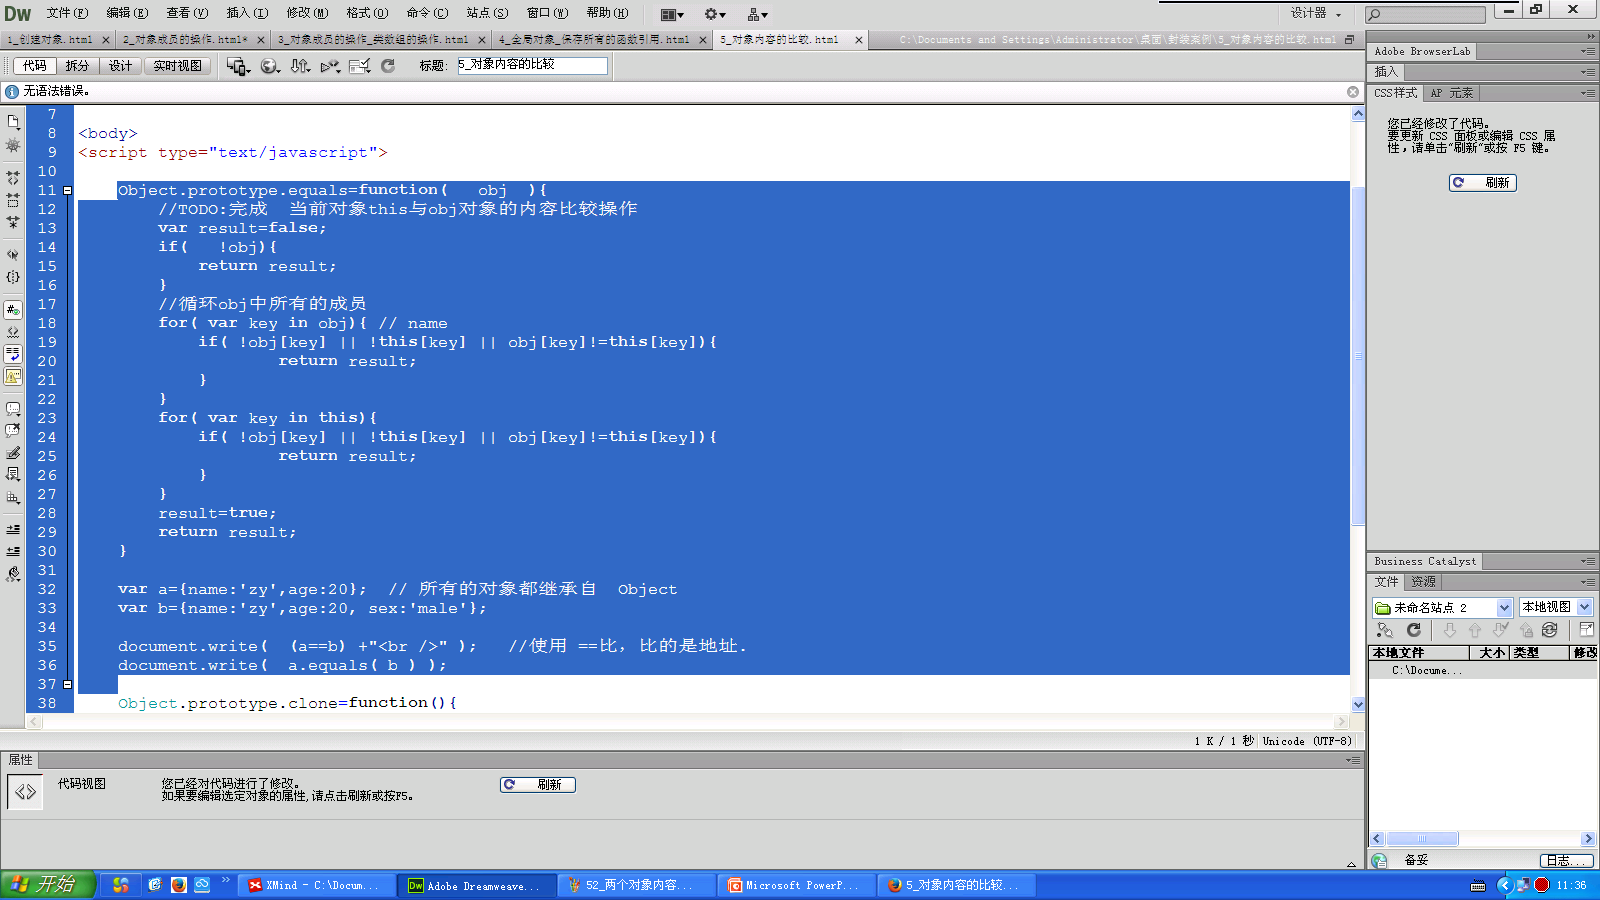 Dw 文件(F) 编辑(E) 查看(V) 插入(I) 修改(M) 格式(O) 命令(C) 站点(S) 窗口(W) 帮助(H) 设计器
1_创建对象.html 2_对象成员的操作.html* 3_对象成员的操作_类数组的操作.html 4_全局对象_保存所有的函数引用.html 5_对象内容的比较.html C:\Documents and Settings\Administrator\桌面\封装案例\5_对象内容的比较.html
代码 拆分 设计 实时视图 标题: 5_对象内容的比较
无语法错误。
7
8 <body>
9 <script type="text/javascript">
10
11 Object.prototype.equals=function( obj ){
12 //TODO:完成 当前对象this与obj对象的内容比较操作
13 var result=false;
14 if( !obj){
15 return result;
16 }
17 //循环obj中所有的成员
18 for( var key in obj){ // name
19 if( !obj[key] || !this[key] || obj[key]!=this[key]){
20 return result;
21 }
22 }
23 for( var key in this){
24 if( !obj[key] || !this[key] || obj[key]!=this[key]){
25 return result;
26 }
27 }
28 result=true;
29 return result;
30 }
31
32 var a={name:'zy',age:20}; // 所有的对象都继承自 Object
33 var b={name:'zy',age:20, sex:'male'};
34
35 document.write( (a==b) +"<br />" ); //使用 ==比, 比的是地址.
36 document.write( a.equals( b ) );
37
38 Object.prototype.clone=function(){
1 K / 1 秒 Unicode (UTF-8)
属性
代码视图
您已经对代码进行了修改。
如果要编辑选定对象的属性,请点击刷新或按F5。
刷新
Adobe BrowserLab
插入
CSS样式 AP 元素
您已经修改了代码。
要更新 CSS 面板或编辑 CSS 属
性，请单击"刷新"或按 F5 键。
刷新
Business Catalyst
文件 资源
未命名站点 2 本地视图
本地文件 大小 类型 修改
C:\Docume...
备妥 日志...
开始 XMind - C:\Docum... Adobe Dreamweave... 52_两个对象内容... Microsoft PowerP... 5_对象内容的比较... 11:36